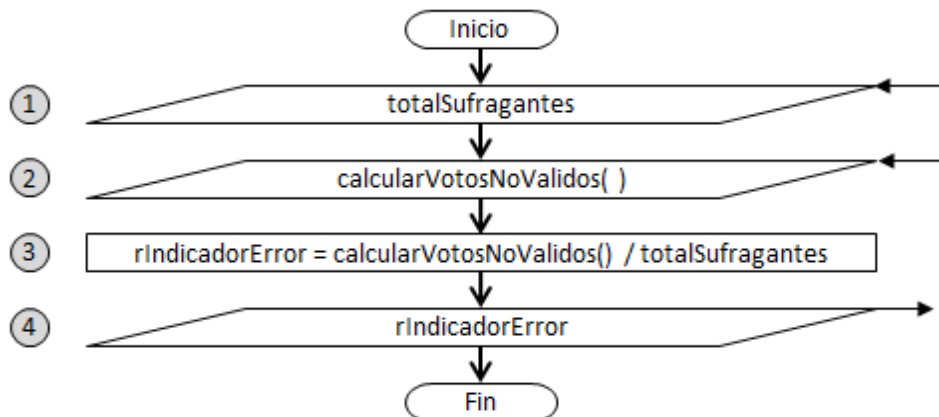 Inicio
1 totalSufragantes
2 calcularVotosNoValidos( )
3 rIndicadorError = calcularVotosNoValidos() / totalSufragantes
4 rIndicadorError
Fin